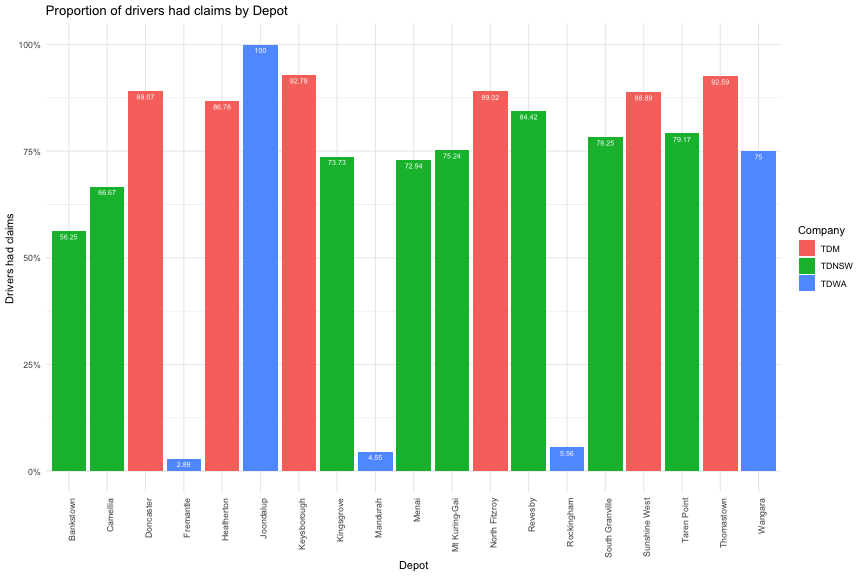 Proportion of drivers had claims by Depot
Drivers had claims
100%
75%
50%
25%
0%
56.25
66.67
89.07
2.89
86.78
100
92.79
73.73
4.55
72.94
75.24
89.02
84.42
5.56
78.25
88.89
79.17
92.59
75
Bankstown
Camellia
Doncaster
Fremantle
Heatherton
Joondalup
Keysborough
Kingsgrove
Mandurah
Menai
Mt Kuring-Gai
North Fitzroy
Revesby
Rockingham
South Granville
Sunshine West
Taren Point
Thomastown
Wangara
Depot
Company
TDM
TDNSW
TDWA